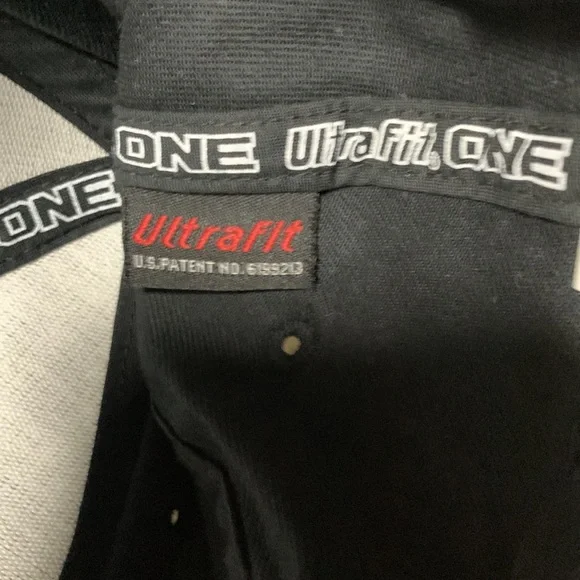 ONE Ultrafit® ONE
ONE
Ultrafit
U.S. PATENT NO. 6199213